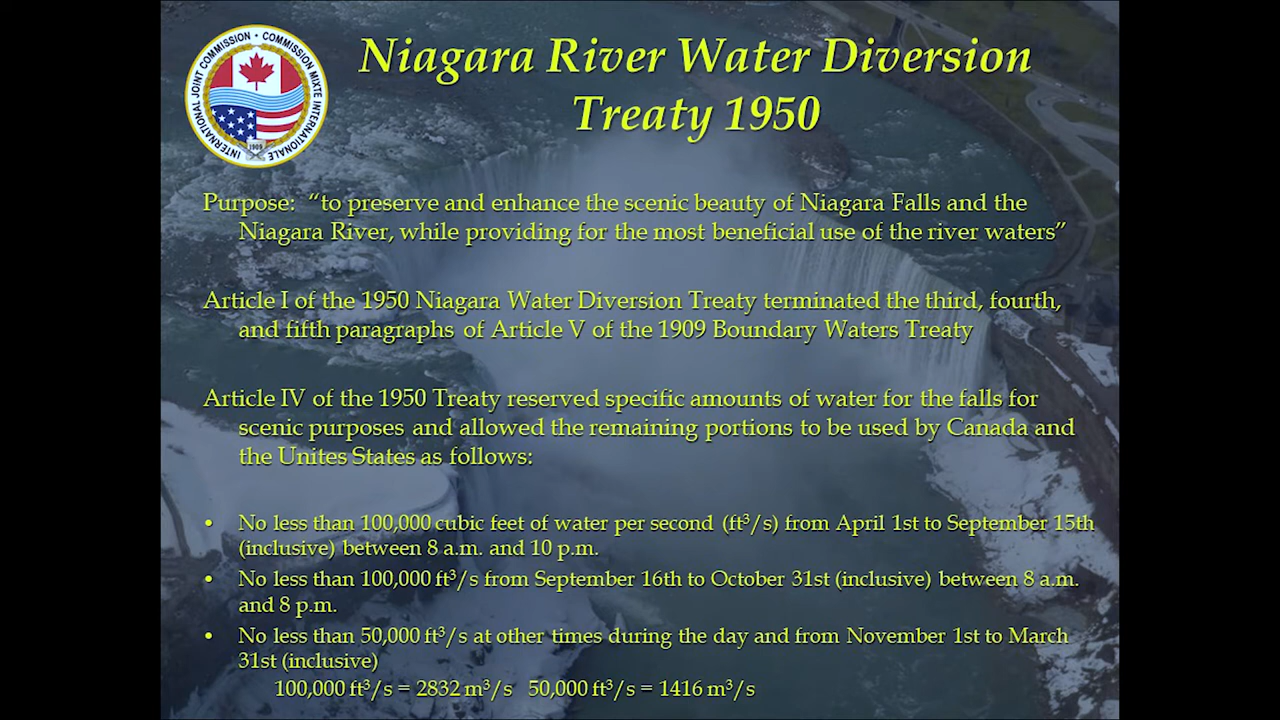 INTERNATIONAL JOINT COMMISSION • COMMISSION MIXTE INTERNATIONALE
1909
Niagara River Water Diversion
Treaty 1950
Purpose: “to preserve and enhance the scenic beauty of Niagara Falls and the
Niagara River, while providing for the most beneficial use of the river waters”
Article I of the 1950 Niagara Water Diversion Treaty terminated the third, fourth,
and fifth paragraphs of Article V of the 1909 Boundary Waters Treaty
Article IV of the 1950 Treaty reserved specific amounts of water for the falls for
scenic purposes and allowed the remaining portions to be used by Canada and
the Unites States as follows:
• No less than 100,000 cubic feet of water per second (ft³/s) from April 1st to September 15th
(inclusive) between 8 a.m. and 10 p.m.
• No less than 100,000 ft³/s from September 16th to October 31st (inclusive) between 8 a.m.
and 8 p.m.
• No less than 50,000 ft³/s at other times during the day and from November 1st to March
31st (inclusive)
100,000 ft³/s = 2832 m³/s 50,000 ft³/s = 1416 m³/s